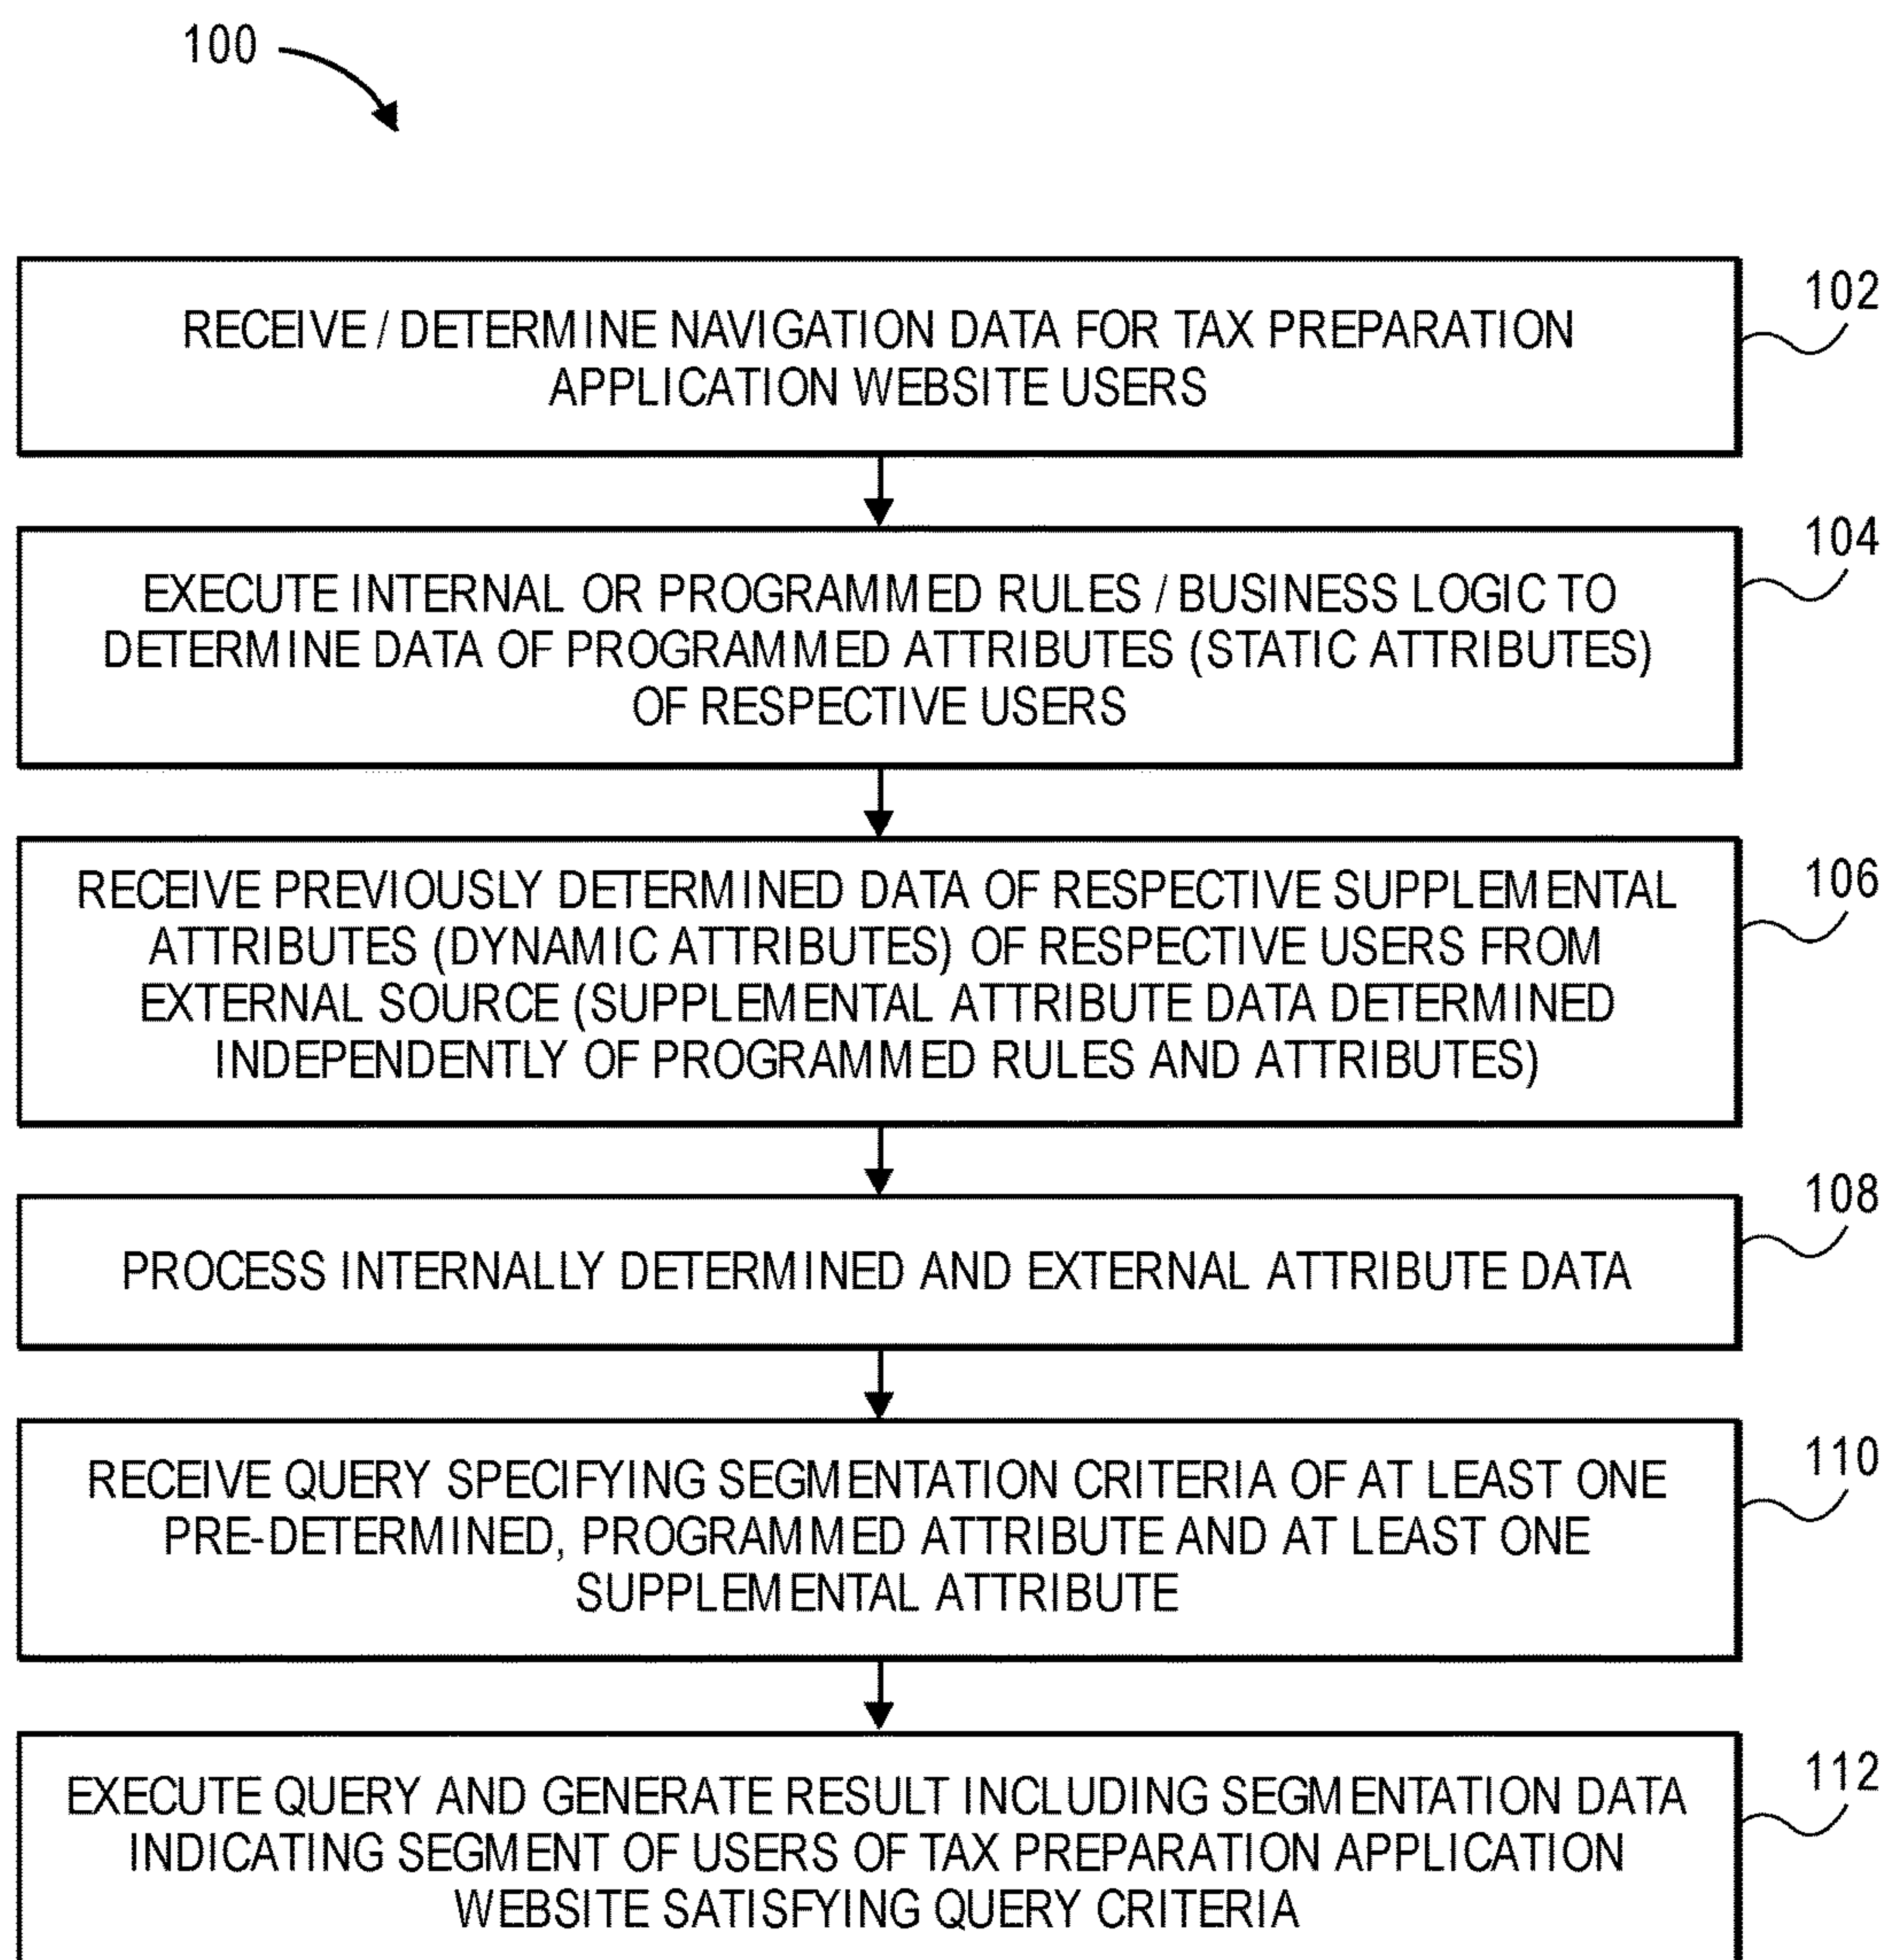 100
102
RECEIVE / DETERMINE NAVIGATION DATA FOR TAX PREPARATION
APPLICATION WEBSITE USERS
104
EXECUTE INTERNAL OR PROGRAMMED RULES / BUSINESS LOGIC TO
DETERMINE DATA OF PROGRAMMED ATTRIBUTES (STATIC ATTRIBUTES)
OF RESPECTIVE USERS
106
RECEIVE PREVIOUSLY DETERMINED DATA OF RESPECTIVE SUPPLEMENTAL
ATTRIBUTES (DYNAMIC ATTRIBUTES) OF RESPECTIVE USERS FROM
EXTERNAL SOURCE (SUPPLEMENTAL ATTRIBUTE DATA DETERMINED
INDEPENDENTLY OF PROGRAMMED RULES AND ATTRIBUTES)
108
PROCESS INTERNALLY DETERMINED AND EXTERNAL ATTRIBUTE DATA
110
RECEIVE QUERY SPECIFYING SEGMENTATION CRITERIA OF AT LEAST ONE
PRE-DETERMINED, PROGRAMMED ATTRIBUTE AND AT LEAST ONE
SUPPLEMENTAL ATTRIBUTE
112
EXECUTE QUERY AND GENERATE RESULT INCLUDING SEGMENTATION DATA
INDICATING SEGMENT OF USERS OF TAX PREPARATION APPLICATION
WEBSITE SATISFYING QUERY CRITERIA